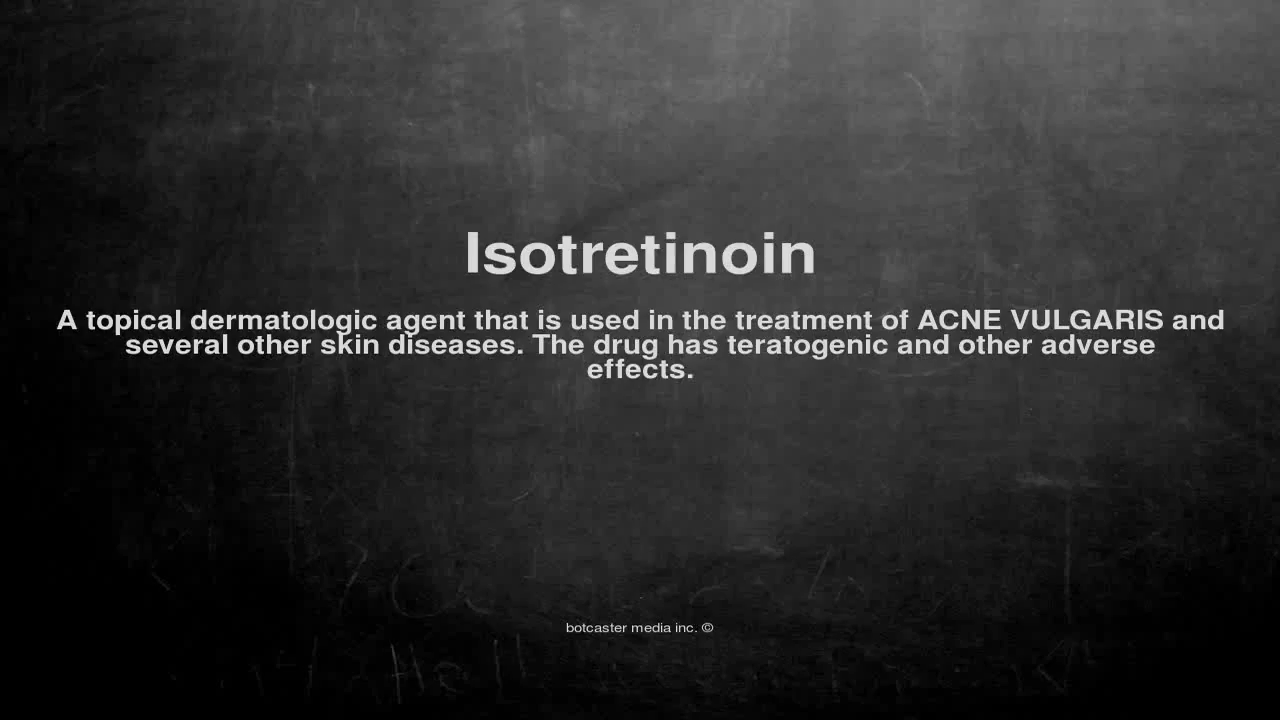 Isotretinoin
A topical dermatologic agent that is used in the treatment of ACNE VULGARIS and
several other skin diseases. The drug has teratogenic and other adverse
effects.
botcaster media inc. ©